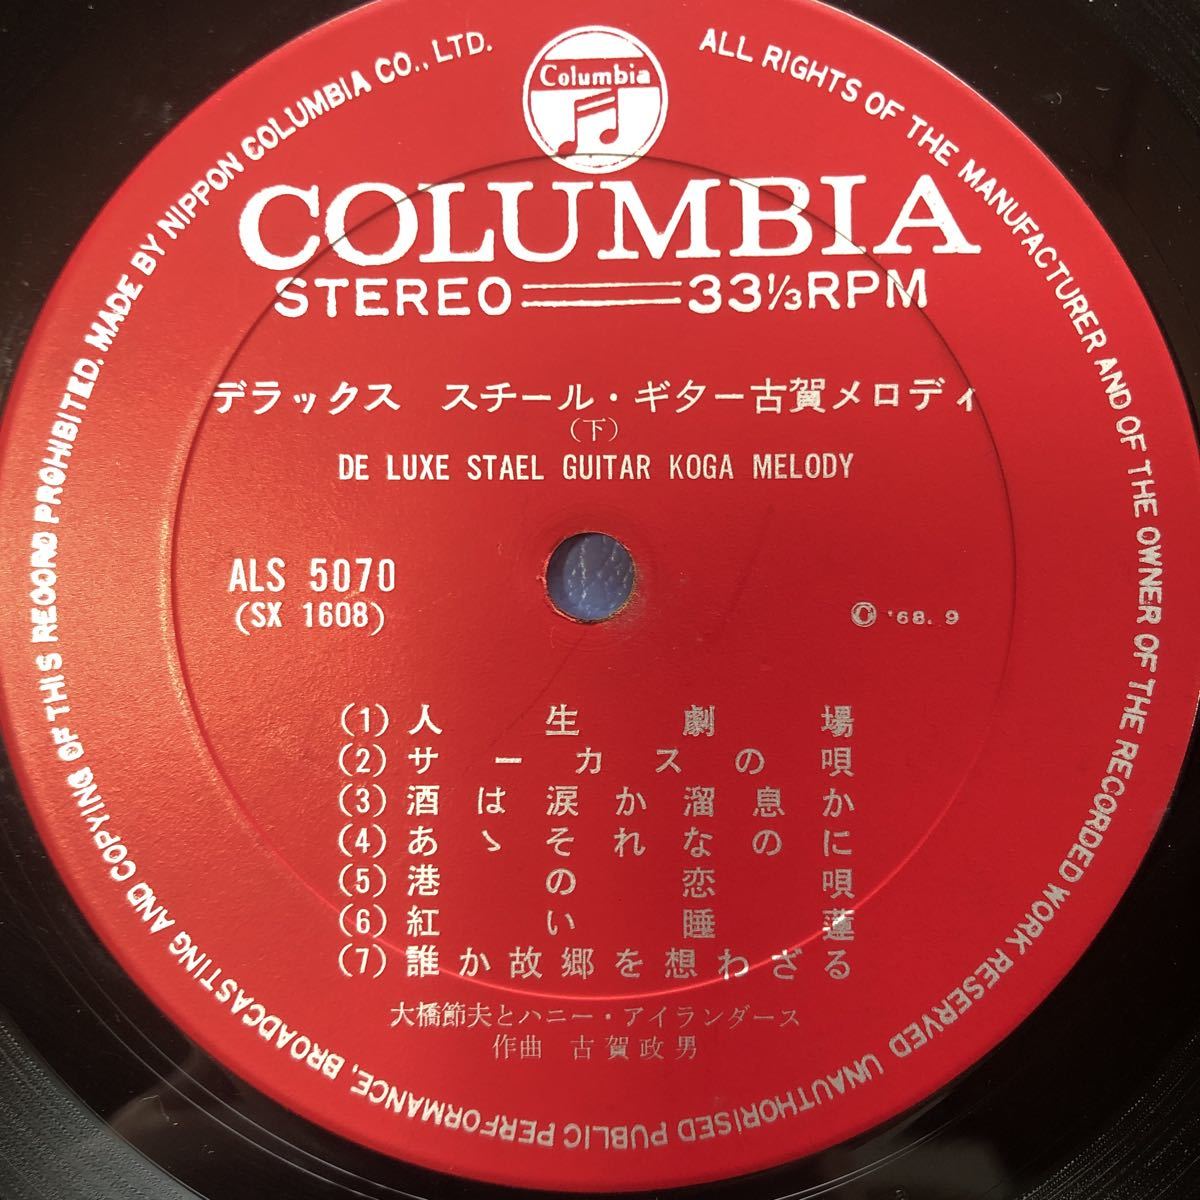 Columbia
COLUMBIA
STEREO 33⅓RPM
デラックス スチール・ギター古賀メロディ
(下)
DE LUXE STAEL GUITAR KOGA MELODY
ALS 5070
(SX 1608)
© '68. 9
(1) 人生劇場
(2) サーカスの唄
(3) 酒は涙か溜息か
(4) あゝそれなのに
(5) 港の恋唄
(6) 紅い睡蓮
(7) 誰か故郷を想わざる
大橋節夫とハニー・アイランダース
作曲 古賀政男
ALL RIGHTS OF THE MANUFACTURER AND OF THE OWNER OF THE RECORDED WORK RESERVED UNAUTHORISED PUBLIC PERFORMANCE, BROADCASTING AND COPYING OF THIS RECORD PROHIBITED. MADE BY NIPPON COLUMBIA CO., LTD.